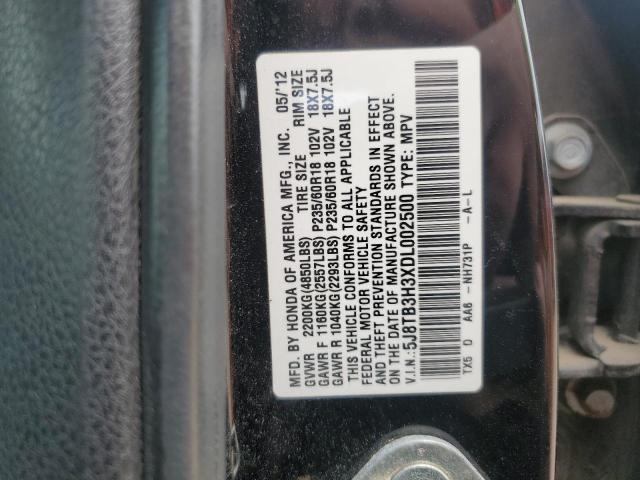 MFD. BY HONDA OF AMERICA MFG., INC. 05/'12
GVWR 2200KG(4850LBS) TIRE SIZE RIM SIZE
GAWR F 1160KG(2557LBS) P235/60R18 102V 18X7.5J
GAWR R 1040KG(2293LBS) P235/60R18 102V 18X7.5J
THIS VEHICLE CONFORMS TO ALL APPLICABLE
FEDERAL MOTOR VEHICLE SAFETY
AND THEFT PREVENTION STANDARDS IN EFFECT
ON THE DATE OF MANUFACTURE SHOWN ABOVE.
V.I.N.: 5J8TB3H3XDL002500 TYPE: MPV
TX5 D AA6 -NH731P -A-L